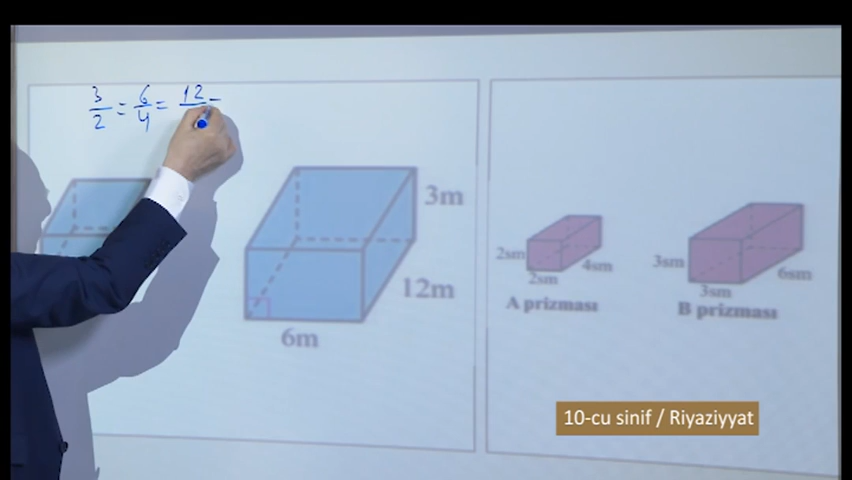 3/2 = 6/4 = 12
3m
12m
6m
2sm
2sm
4sm
A prizması
3sm
3sm
6sm
B prizması
10-cu sinif / Riyaziyyat